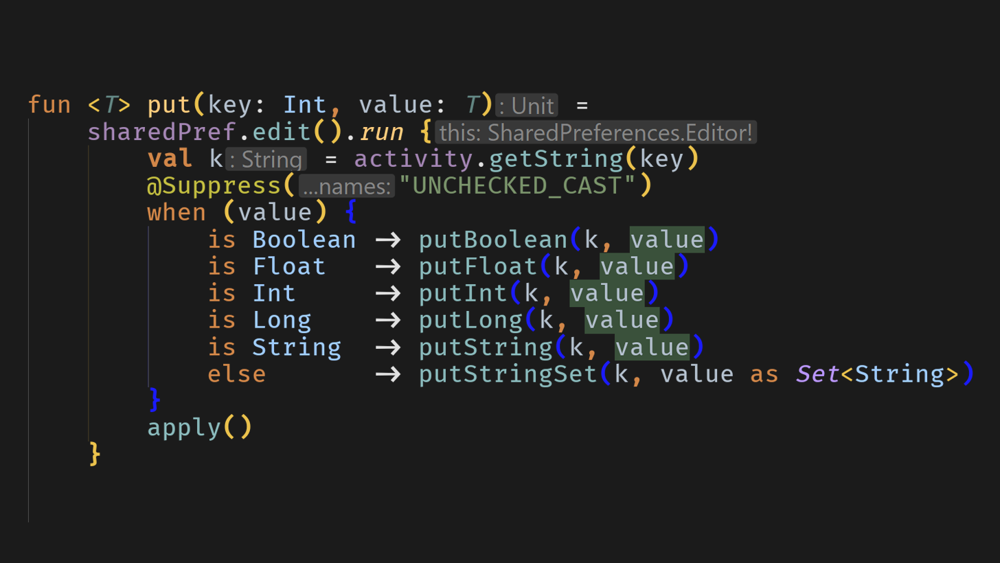 fun <T> put(key: Int, value: T): Unit =
    sharedPref.edit().run { this: SharedPreferences.Editor!
        val k: String = activity.getString(key)
        @Suppress( ...names: "UNCHECKED_CAST")
        when (value) {
            is Boolean → putBoolean(k, value)
            is Float   → putFloat(k, value)
            is Int     → putInt(k, value)
            is Long    → putLong(k, value)
            is String  → putString(k, value)
            else       → putStringSet(k, value as Set<String>)
        }
        apply()
    }